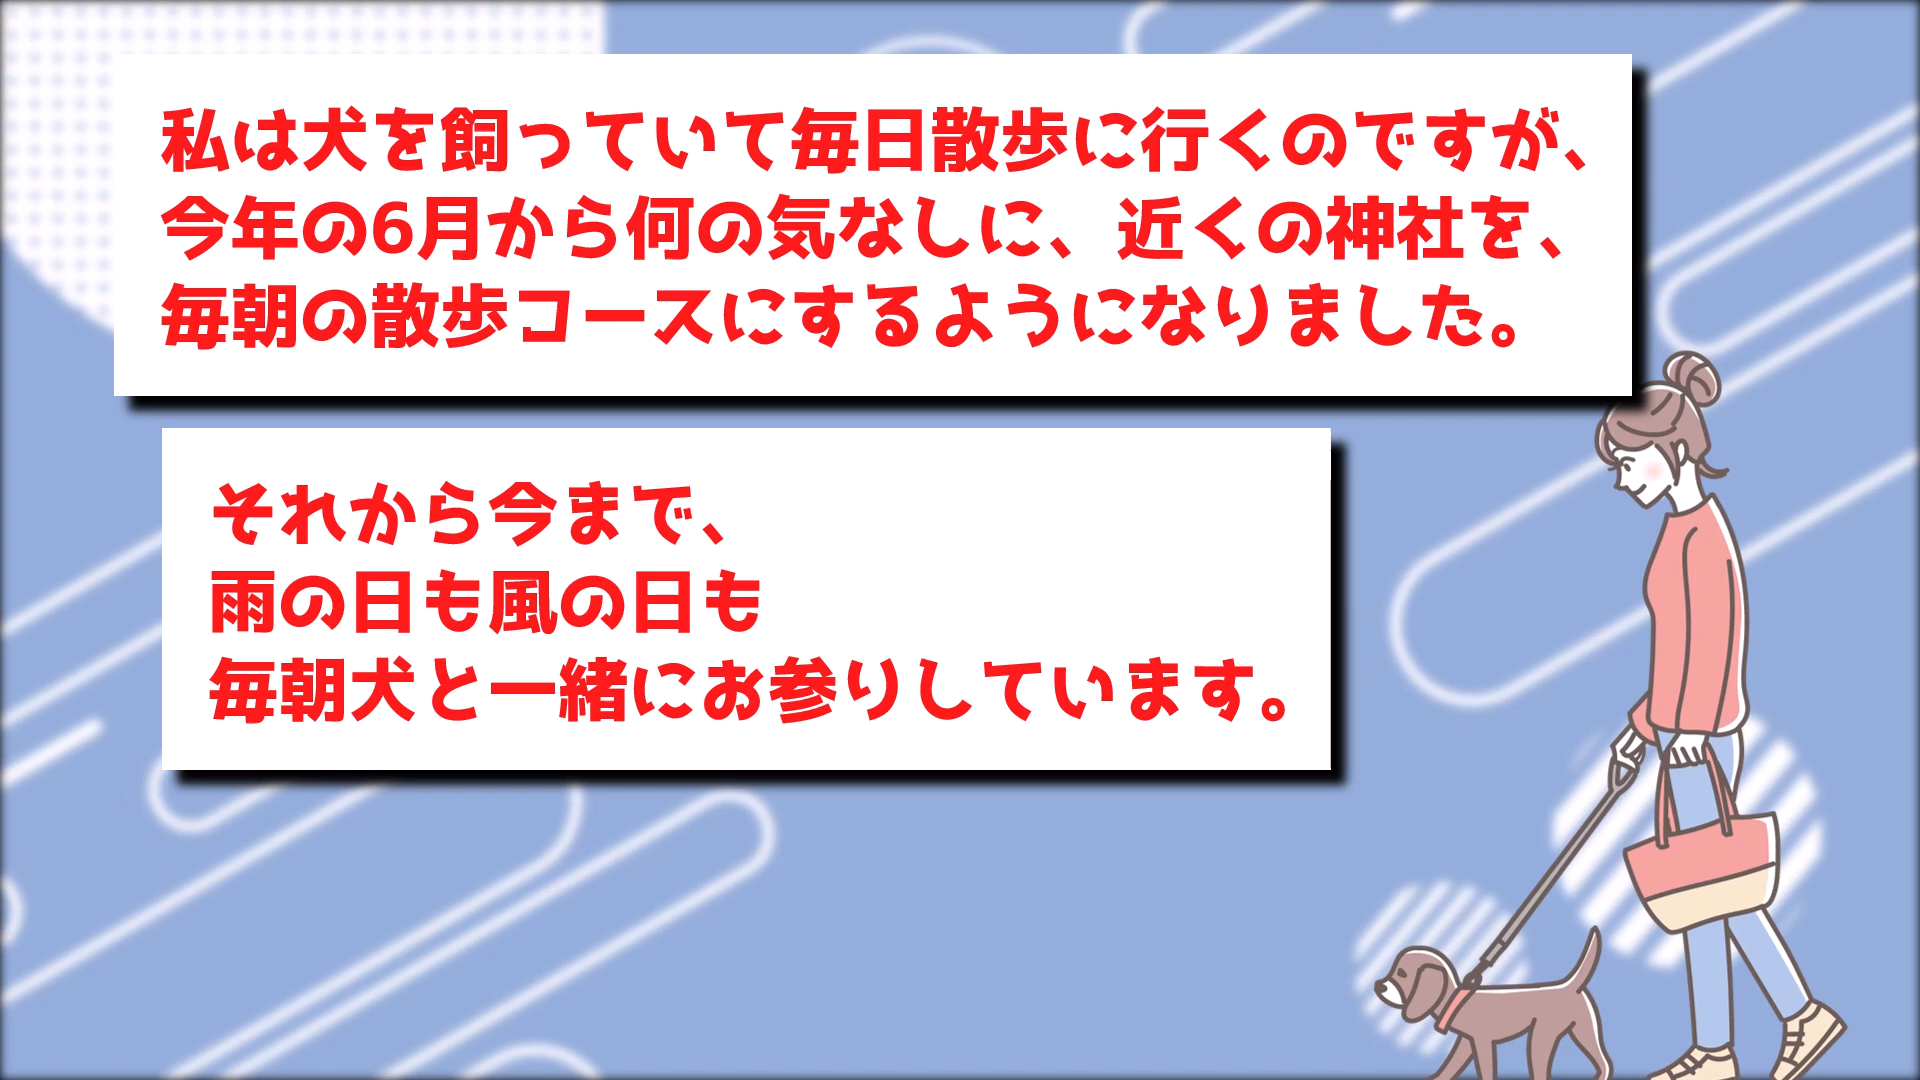 私は犬を飼っていて毎日散歩に行くのですが、
今年の6月から何の気なしに、近くの神社を、
毎朝の散歩コースにするようになりました。
それから今まで、
雨の日も風の日も
毎朝犬と一緒にお参りしています。